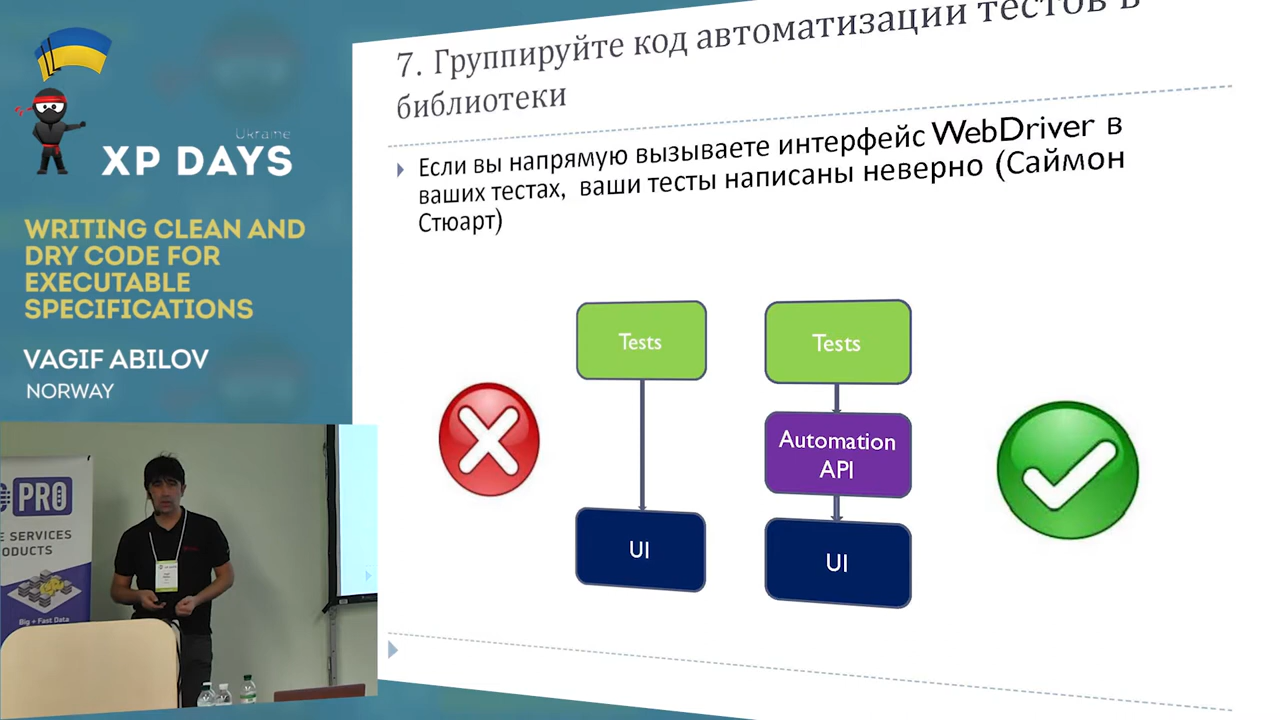 Ukraine
XP DAYS
WRITING CLEAN AND
DRY CODE FOR
EXECUTABLE
SPECIFICATIONS
VAGIF ABILOV
NORWAY
PRO
E SERVICES
ODUCTS
Big + Fast Data
7. Группируйте код автоматизации тестов в
библиотеки
Если вы напрямую вызываете интерфейс WebDriver в
ваших тестах, ваши тесты написаны неверно (Саймон
Стюарт)
Tests
Tests
Automation
API
UI
UI